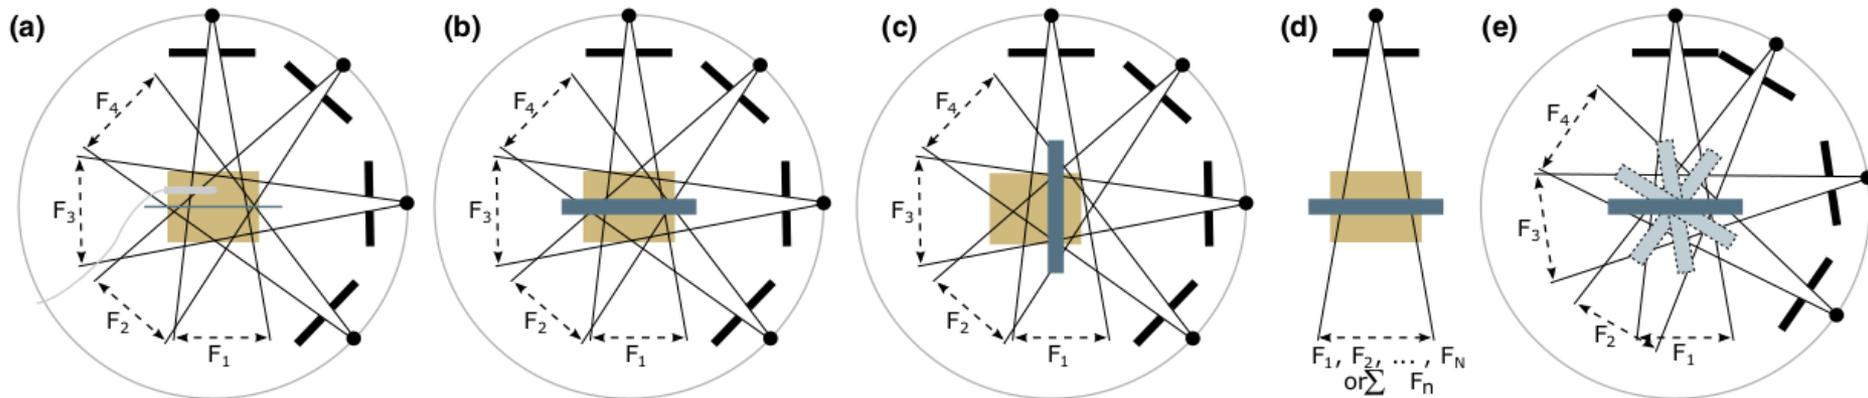 (a)
F4
F3
F2
F1
(b)
F4
F3
F2
F1
(c)
F4
F3
F2
F1
(d)
F1, F2, ... , FN
or∑ Fn
(e)
F4
F3
F2
F1